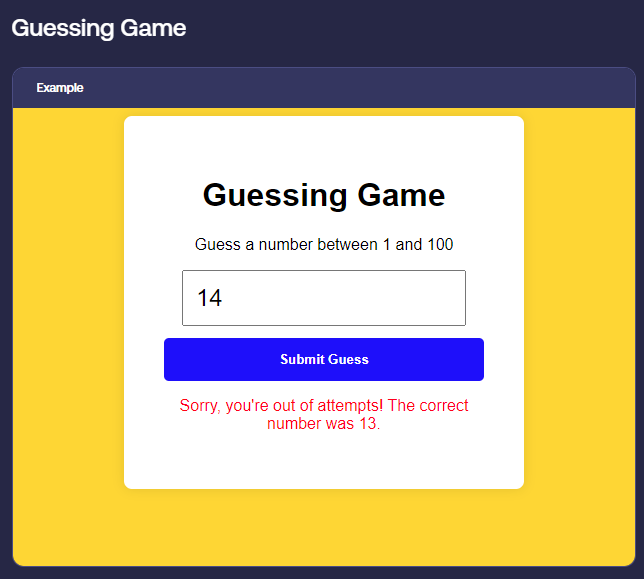 Guessing Game
Example
Guessing Game
Guess a number between 1 and 100
14
Submit Guess
Sorry, you're out of attempts! The correct
number was 13.